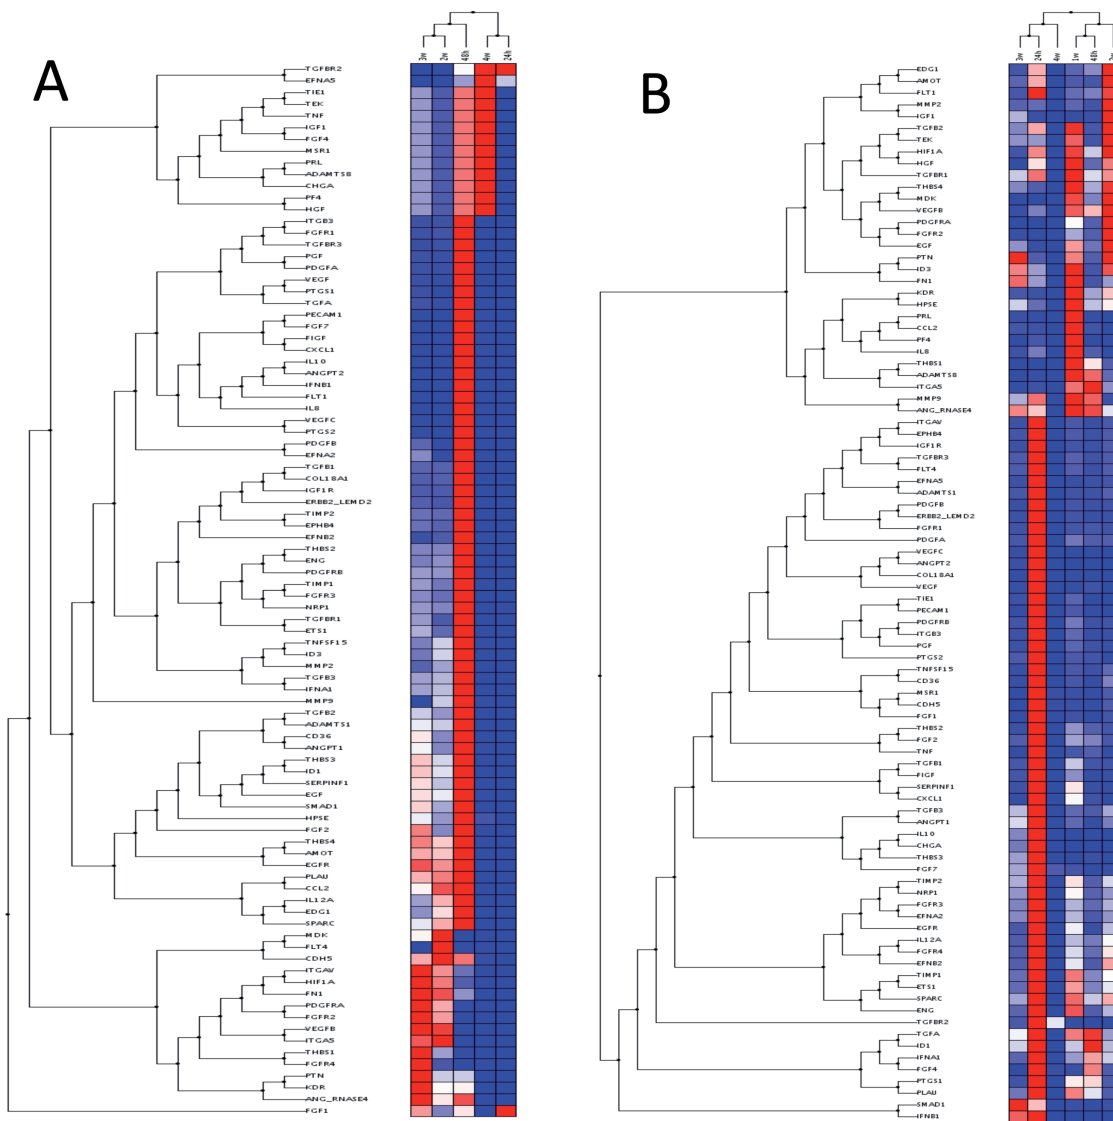 A
3w
2w
48h
4w
24h
TGFBR2
EFNA5
TIE1
TEK
TNF
IGF1
FGF4
MSR1
PRL
ADAMTS8
CHGA
PF4
HGF
ITGB3
FGFR1
TGFBR3
PGF
PDGFA
VEGF
PTGS1
TGFA
PECAM1
FGF7
FIGF
CXCL1
IL10
ANGPT2
IFNB1
FLT1
IL8
VEGFC
PTGS2
PDGFB
EFNA2
TGFB1
COL18A1
IGF1R
ERBB2_LEMD2
TIMP2
EPHB4
EFNB2
THBS2
ENG
PDGFRB
TIMP1
FGFR3
NRP1
TGFBR1
ETS1
TNFSF15
ID3
MMP2
TGFB3
IFNA1
MMP9
TGFB2
ADAMTS1
CD36
ANGPT1
THBS3
ID1
SERPINF1
EGF
SMAD1
HPSE
FGF2
THBS4
AMOT
EGFR
PLAU
CCL2
IL12A
EDG1
SPARC
MDK
FLT4
CDH5
ITGAV
HIF1A
FN1
PDGFRA
FGFR2
VEGFB
ITGA5
THBS1
FGFR4
PTN
KDR
ANG_RNASE4
FGF1
B
3w
24h
4w
1w
48h
2w
EDG1
AMOT
FLT1
MMP2
IGF1
TGFB2
TEK
HIF1A
HGF
TGFBR1
THBS4
MDK
VEGFB
PDGFRA
FGFR2
EGF
PTN
ID3
FN1
KDR
HPSE
PRL
CCL2
PF4
IL8
THBS1
ADAMTS8
ITGA5
MMP9
ANG_RNASE4
ITGAV
EPHB4
IGF1R
TGFBR3
FLT4
EFNA5
ADAMTS1
PDGFB
ERBB2_LEMD2
FGFR1
PDGFA
VEGFC
ANGPT2
COL18A1
VEGF
TIE1
PECAM1
PDGFRB
ITGB3
PGF
PTGS2
TNFSF15
CD36
MSR1
CDH5
FGF1
THBS2
FGF2
TNF
TGFB1
FIGF
SERPINF1
CXCL1
TGFB3
ANGPT1
IL10
CHGA
THBS3
FGF7
TIMP2
NRP1
FGFR3
EFNA2
EGFR
IL12A
FGFR4
EFNB2
TIMP1
ETS1
SPARC
ENG
TGFBR2
TGFA
ID1
IFNA1
FGF4
PTGS1
PLAU
SMAD1
IFNB1